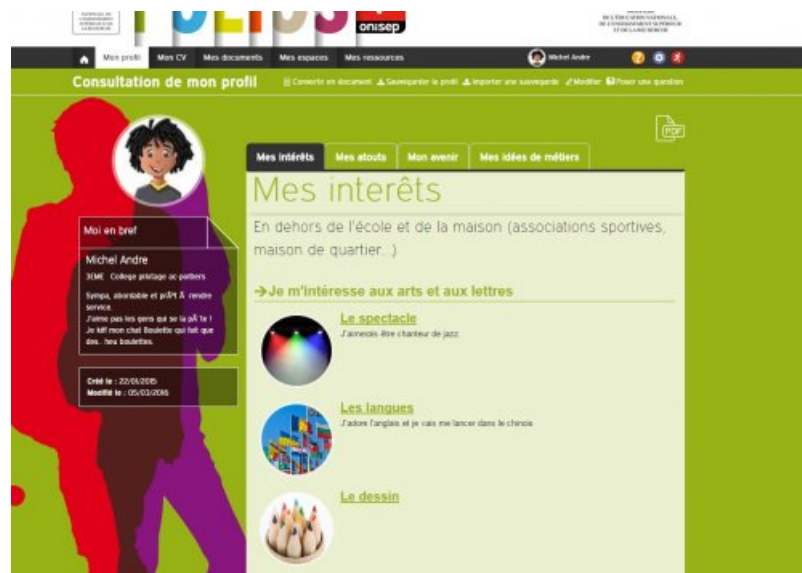 onisep
Mon profil Mon CV Mes documents Mes espaces Mes ressources Michel Andre
Consultation de mon profil Convertir en document Sauvegarder le profil Importer une sauvegarde Modifier Poser une question
PDF
Mes intérêts Mes atouts Mon avenir Mes idées de métiers
Mes interêts
En dehors de l'école et de la maison (associations sportives,
maison de quartier...)
Moi en bref
Michel Andre
3EME College pilotage ac-poitiers
Sympa, abordable et prÃªt Ã rendre
service.
J'aime pas les gens qui se la pÃ¨te !
Je kiff mon chat Boulette qui fait que
des.. heu boulettes.
Créé le : 22/01/2015
Modifié le : 05/03/2016
Je m'intéresse aux arts et aux lettres
Le spectacle
J'aimerais être chanteur de jazz.
Les langues
J'adore l'anglais et je vais me lancer dans le chinois
Le dessin